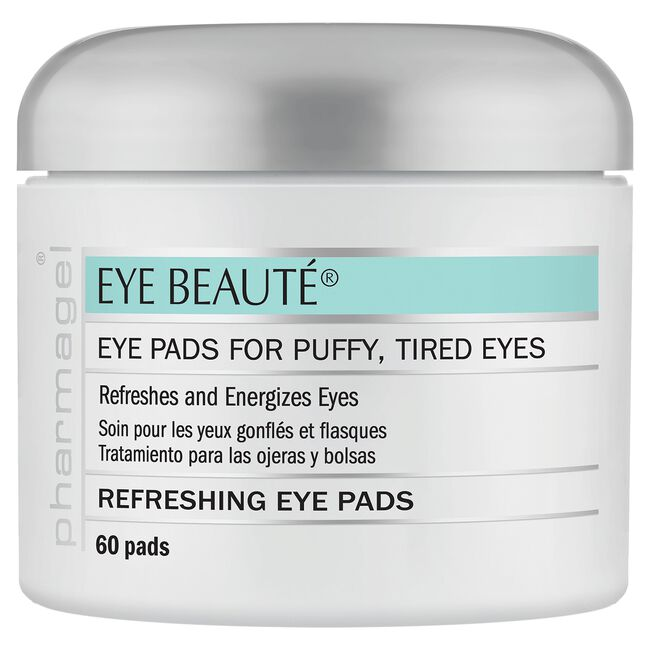 pharmagel®
EYE BEAUTÉ®
EYE PADS FOR PUFFY, TIRED EYES
Refreshes and Energizes Eyes
Soin pour les yeux gonflés et flasques
Tratamiento para las ojeras y bolsas
REFRESHING EYE PADS
60 pads